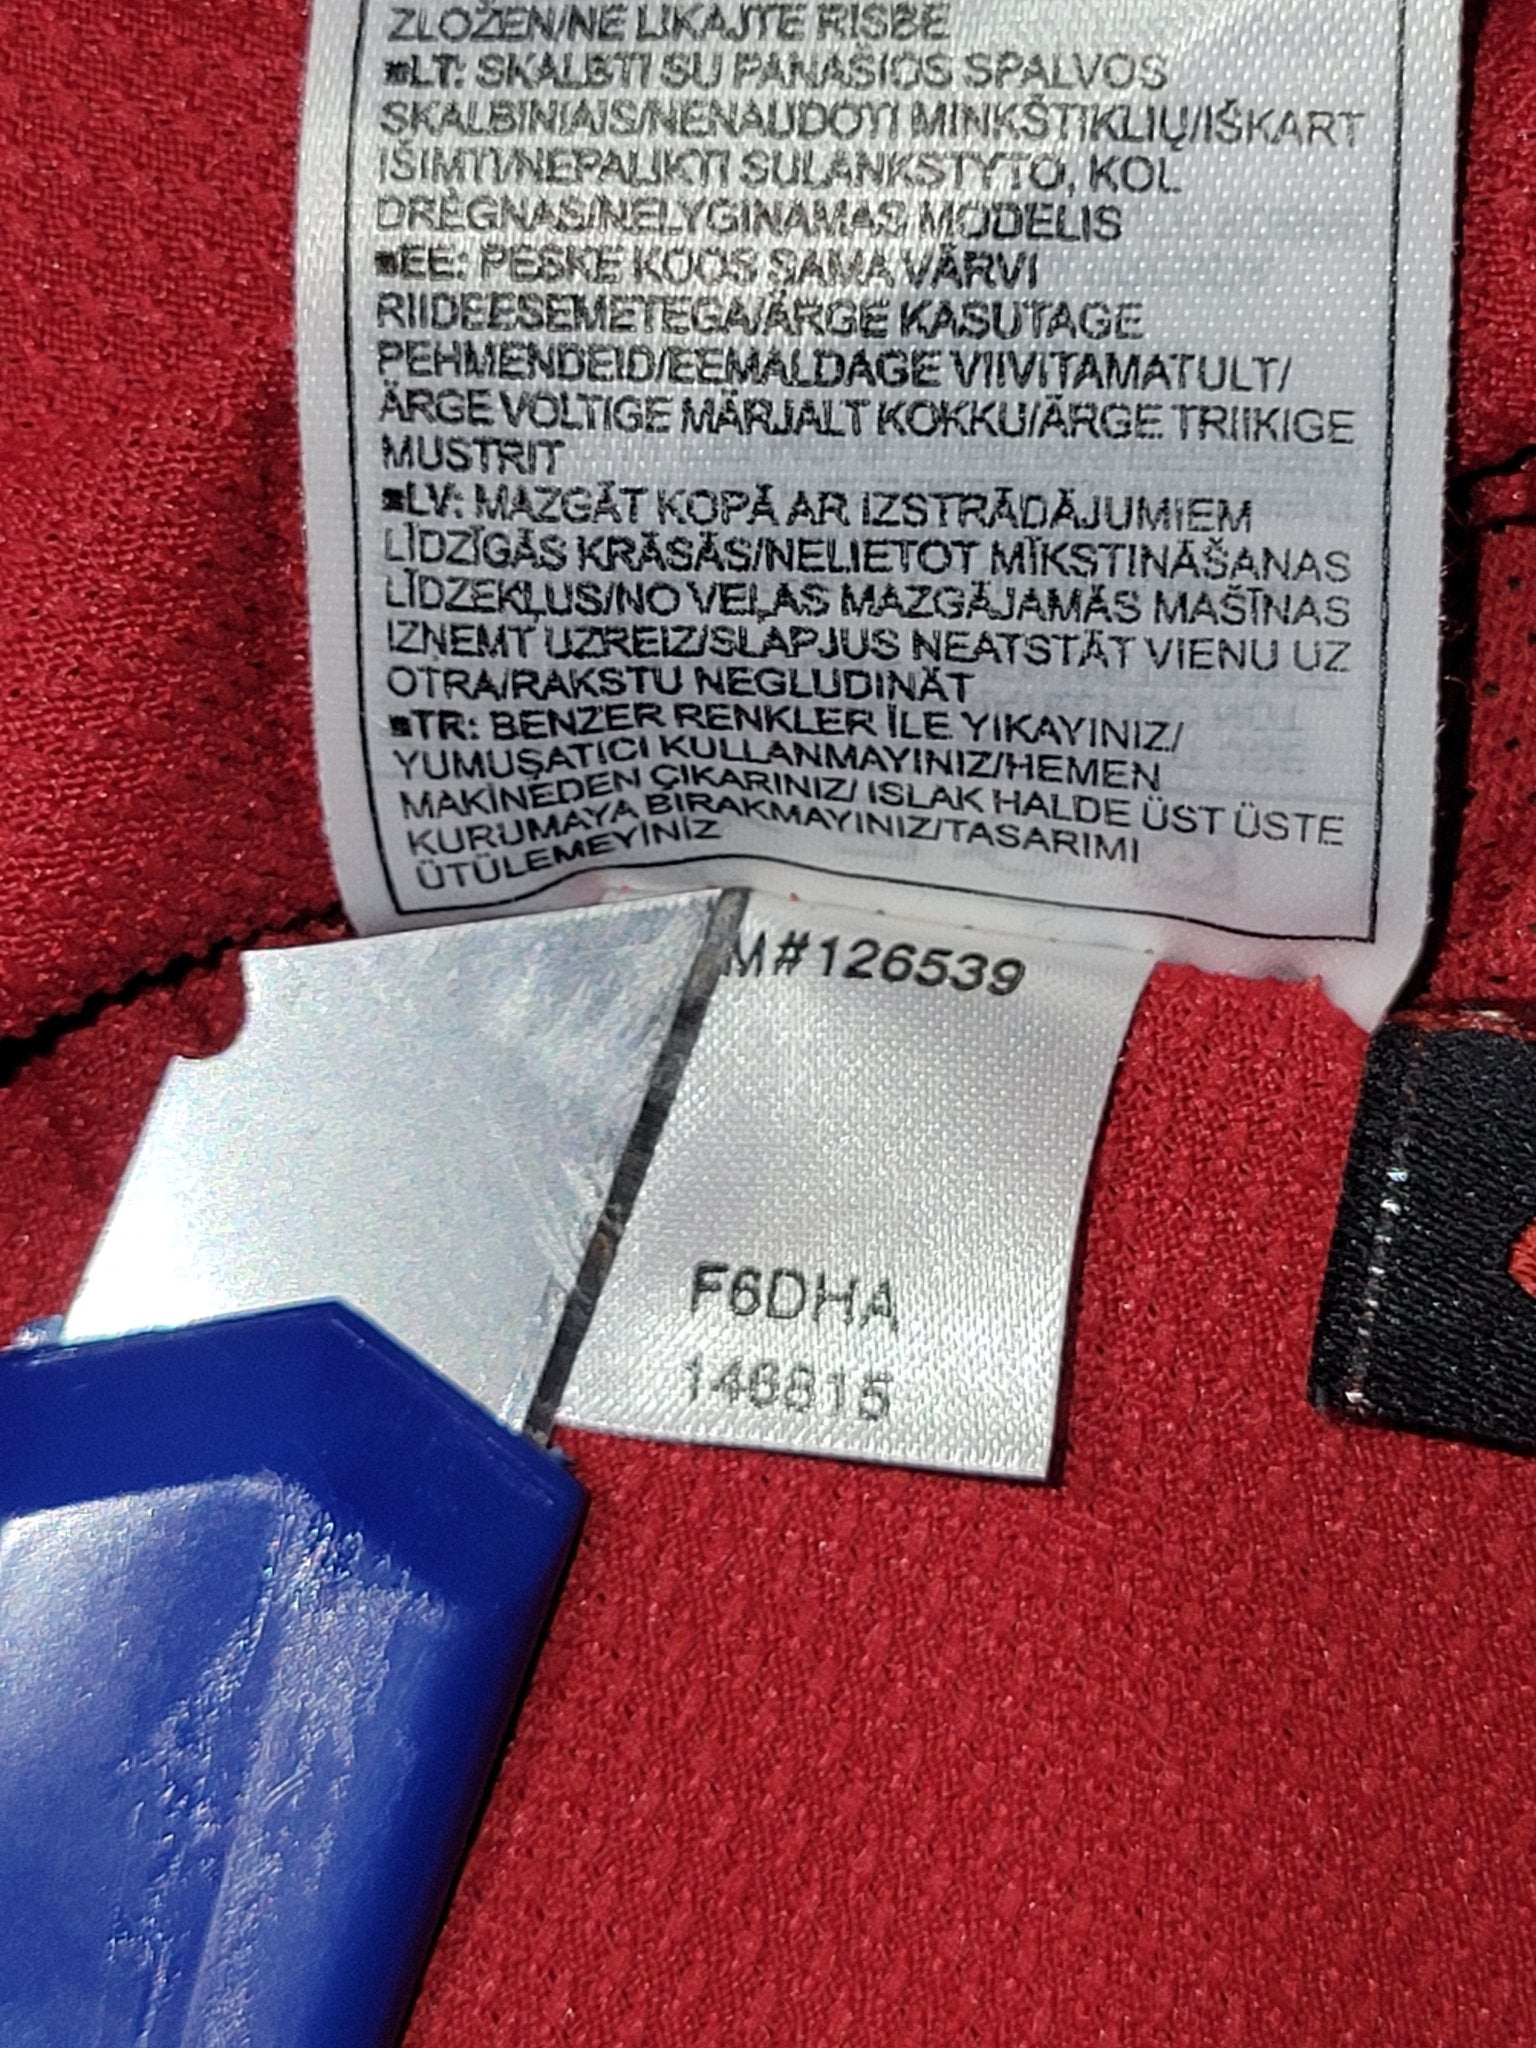 ZLOŽEN/NE LIKAJTE RISBE
■LT: SKALBTI SU PANAŠIOS SPALVOS
SKALBINIAIS/NENAUDOTI MINKŠTIKLIŲ/IŠKART
IŠIMTI/NEPALIKTI SULANKSTYTO, KOL
DRĖGNAS/NELYGINAMAS MODELIS
■EE: PESKE KOOS SAMA VÄRVI
RIIDEESEMETEGA/ÄRGE KASUTAGE
PEHMENDEID/EEMALDAGE VIIVITAMATULT/
ÄRGE VOLTIGE MÄRJALT KOKKU/ÄRGE TRIIKIGE
MUSTRIT
■LV: MAZGĀT KOPĀ AR IZSTRĀDĀJUMIEM
LĪDZĪGĀS KRĀSĀS/NELIETOT MĪKSTINĀŠANAS
LĪDZEKĻUS/NO VEĻAS MAZGĀJAMĀS MAŠĪNAS
IZŅEMT UZREIZ/SLAPJUS NEATSTĀT VIENU UZ
OTRA/RAKSTU NEGLUDINĀT
■TR: BENZER RENKLER İLE YIKAYINIZ/
YUMUŞATICI KULLANMAYINIZ/HEMEN
MAKİNEDEN ÇIKARINIZ/ ISLAK HALDE ÜST ÜSTE
KURUMAYA BIRAKMAYINIZ/TASARIMI
ÜTÜLEMEYİNİZ
M#126539
F6DHA
146815